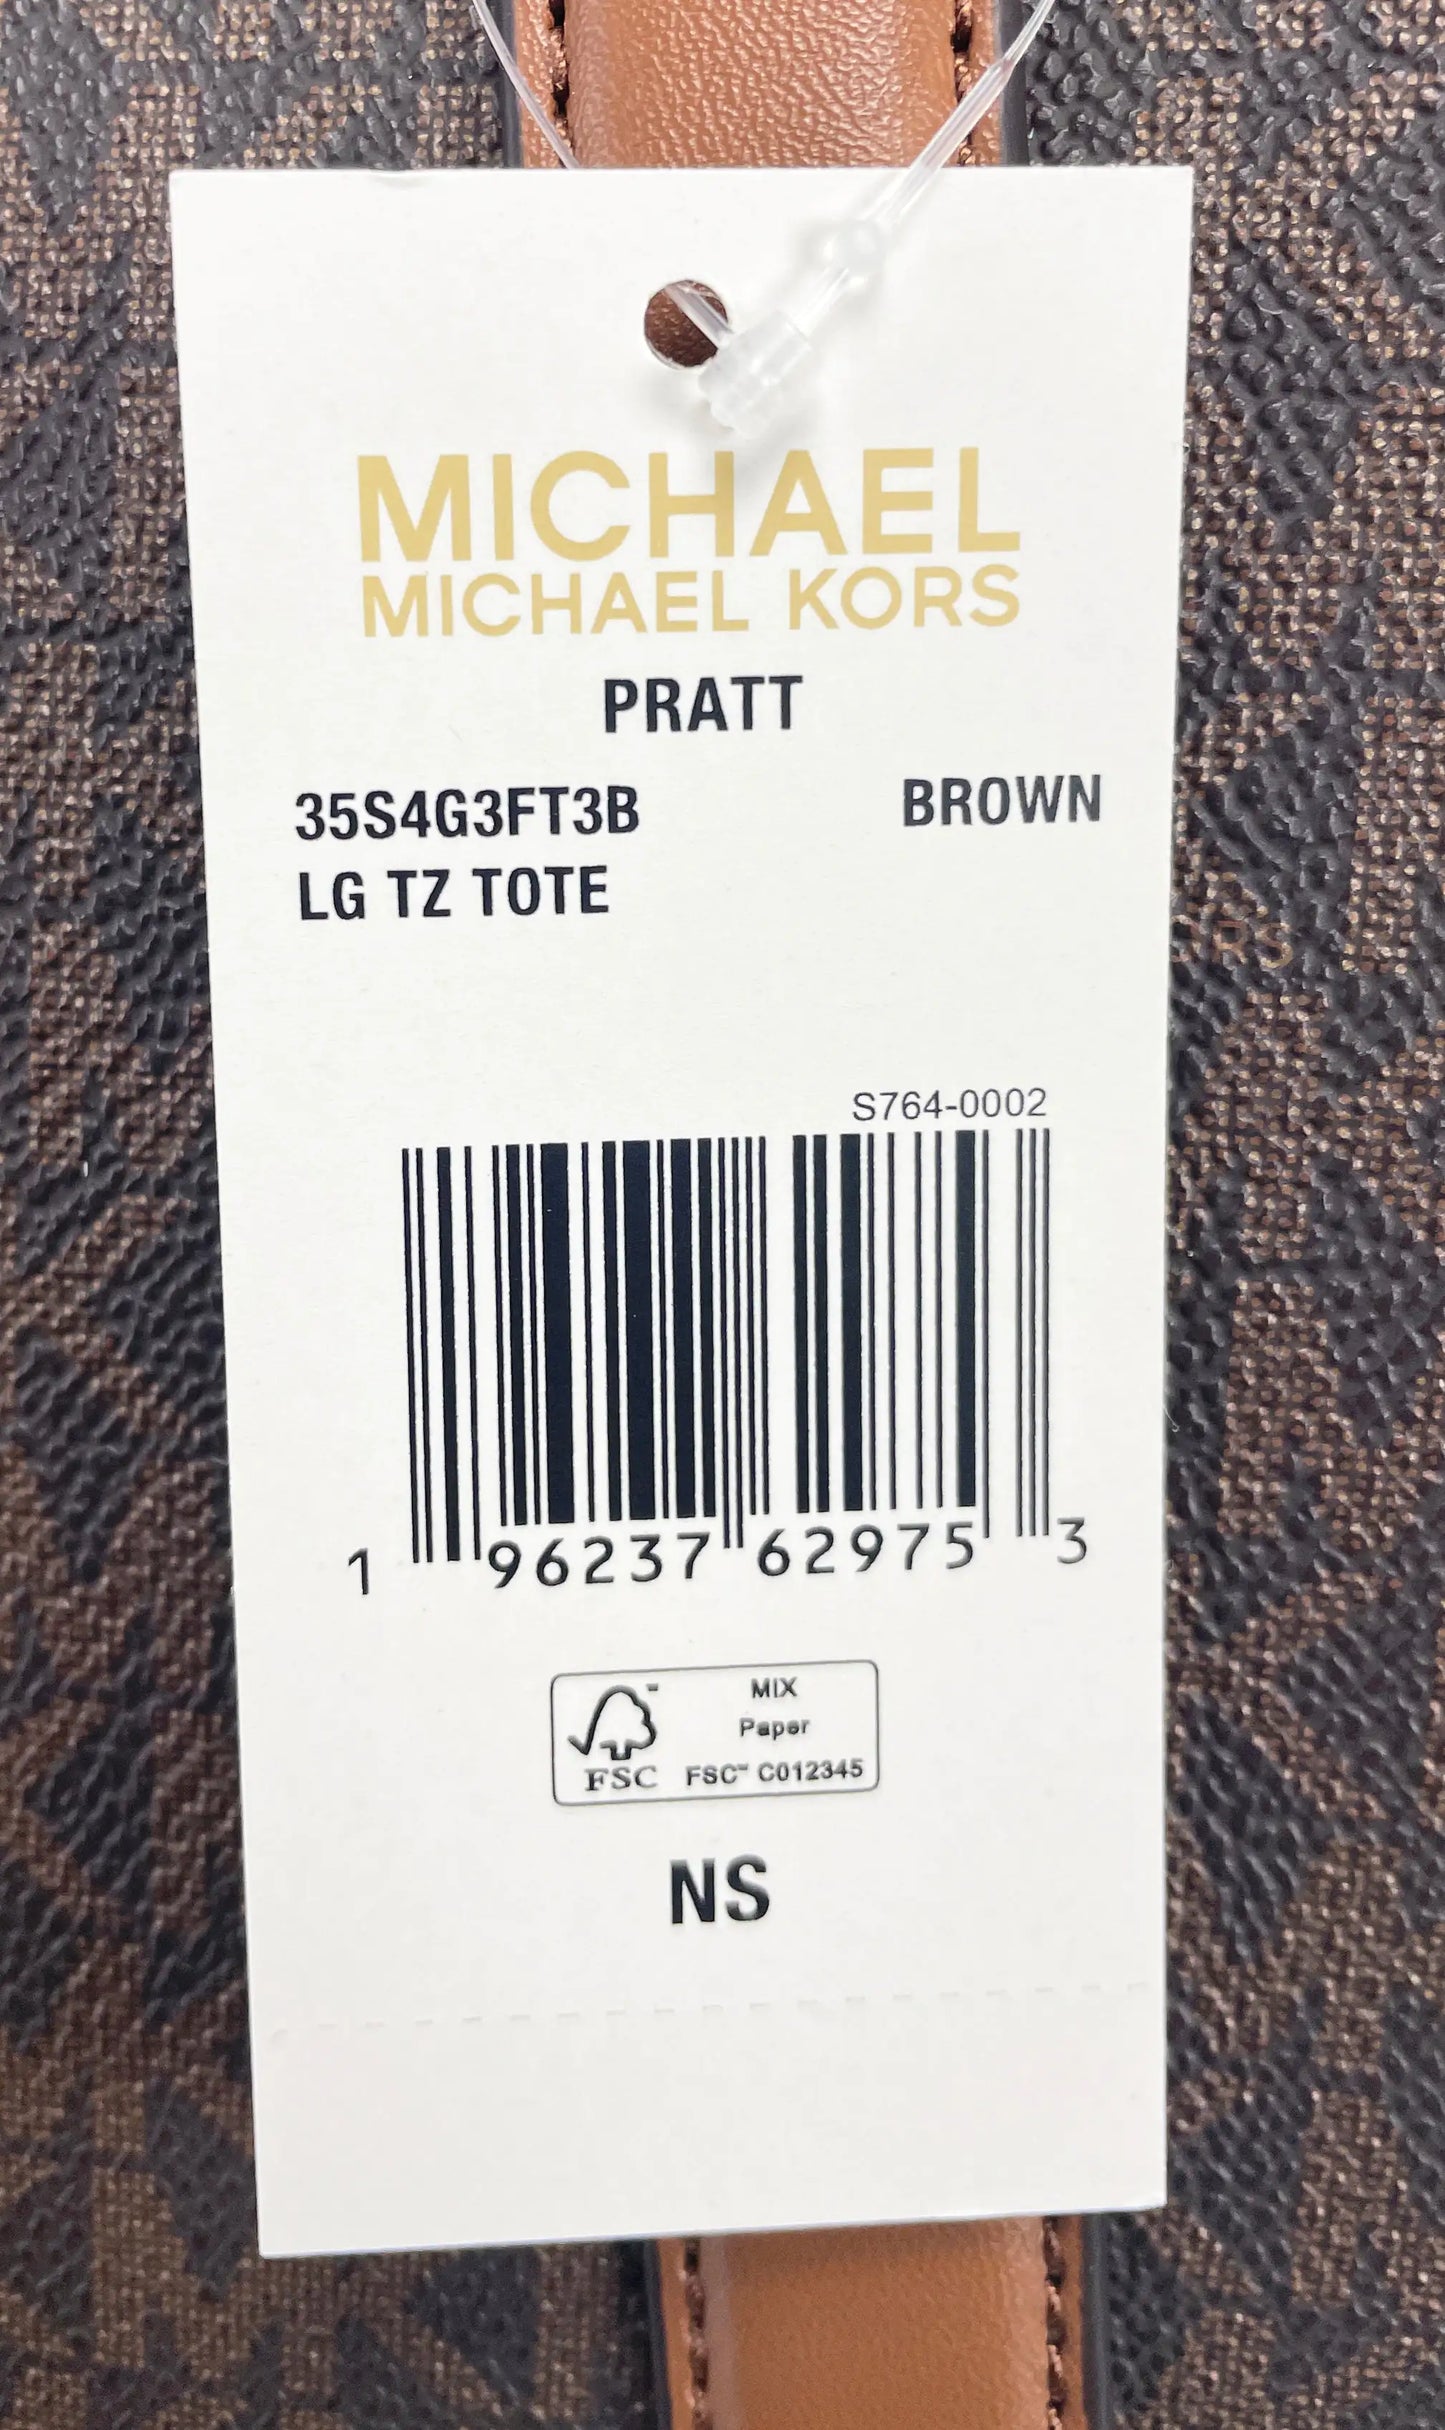 MICHAEL
MICHAEL KORS
PRATT
35S4G3FT3B BROWN
LG TZ TOTE
S764-0002
1 96237 62975 3
MIX
Paper
FSC™ C012345
FSC
NS
RS